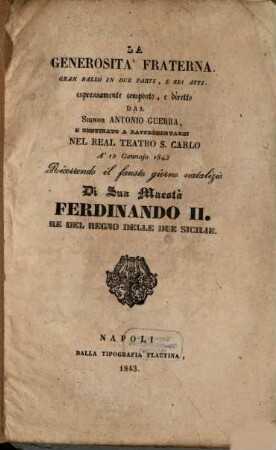 LA
GENEROSITA' FRATERNA.
GRAN BALLO IN DUE PARTI, E SEI ATTI.
espressamente composto, e diretto
DAL
Signor ANTONIO GUERRA,
E DESTINATO A RAPPRESENTARSI
NEL REAL TEATRO S. CARLO
A' 12 Gennajo 1843
Ricorrendo il fausto giorno natalizio
Di Sua Maestà
FERDINANDO II.
RE DEL REGNO DELLE DUE SICILIE.
NAPOLI
DALLA TIPOGRAFIA FLAUTINA,
1843.